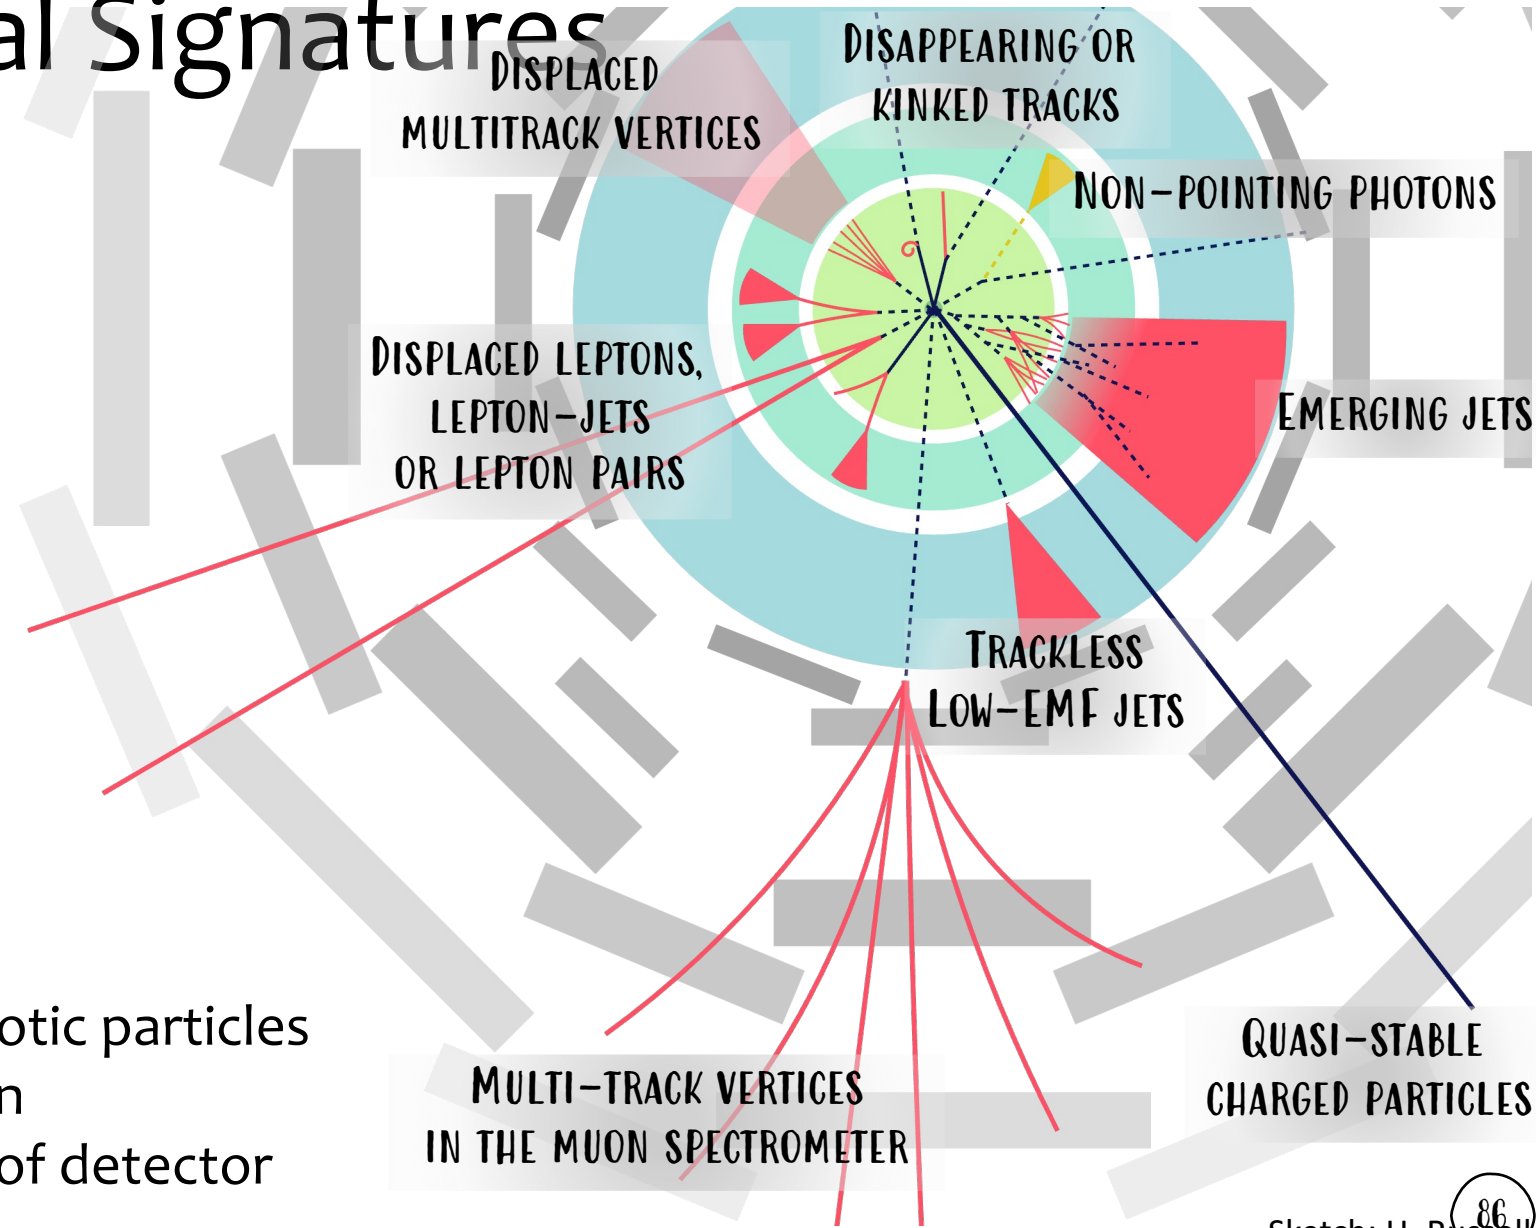 al Signatures
DISPLACED
MULTITRACK VERTICES
DISAPPEARING OR
KINKED TRACKS
NON-POINTING PHOTONS
DISPLACED LEPTONS,
LEPTON-JETS
OR LEPTON PAIRS
EMERGING JETS
TRACKLESS
LOW-EMF JETS
otic particles
n
of detector
MULTI-TRACK VERTICES
IN THE MUON SPECTROMETER
QUASI-STABLE
CHARGED PARTICLES
86
Sketch: H. Russell